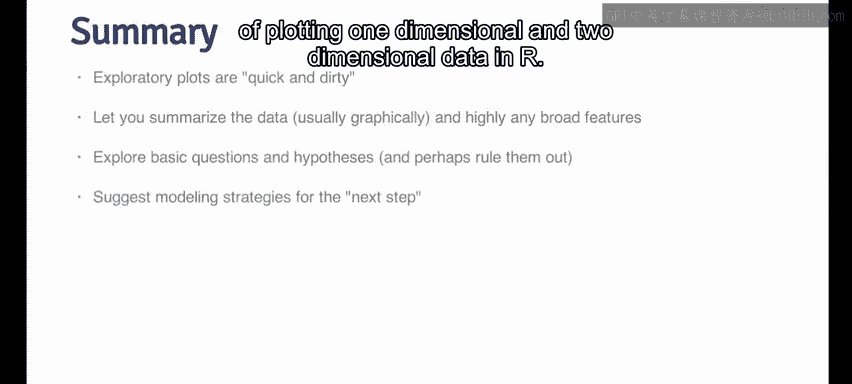 Summary
of plotting one dimensional and two
dimensional data in R.
· Exploratory plots are "quick and dirty"
· Let you summarize the data (usually graphically) and highly any broad features
· Explore basic questions and hypotheses (and perhaps rule them out)
· Suggest modeling strategies for the "next step"